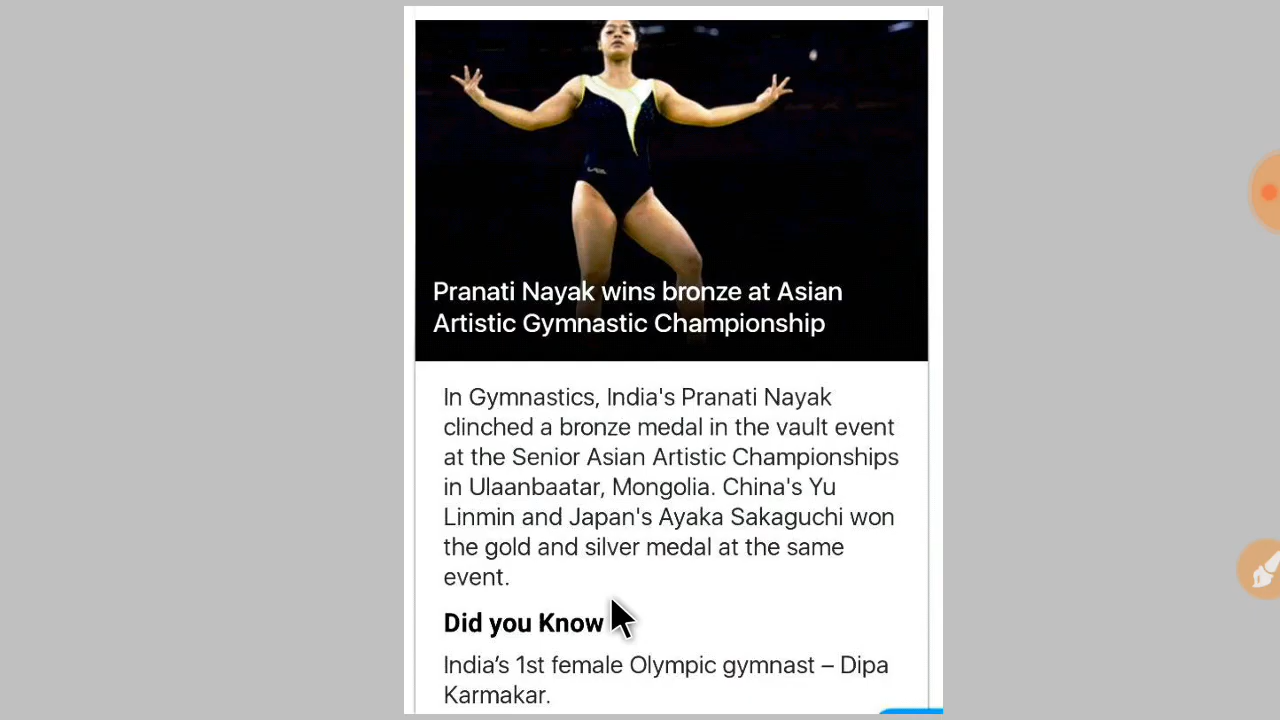 Pranati Nayak wins bronze at Asian
Artistic Gymnastic Championship
In Gymnastics, India's Pranati Nayak
clinched a bronze medal in the vault event
at the Senior Asian Artistic Championships
in Ulaanbaatar, Mongolia. China's Yu
Linmin and Japan's Ayaka Sakaguchi won
the gold and silver medal at the same
event.
Did you Know
India’s 1st female Olympic gymnast – Dipa
Karmakar.